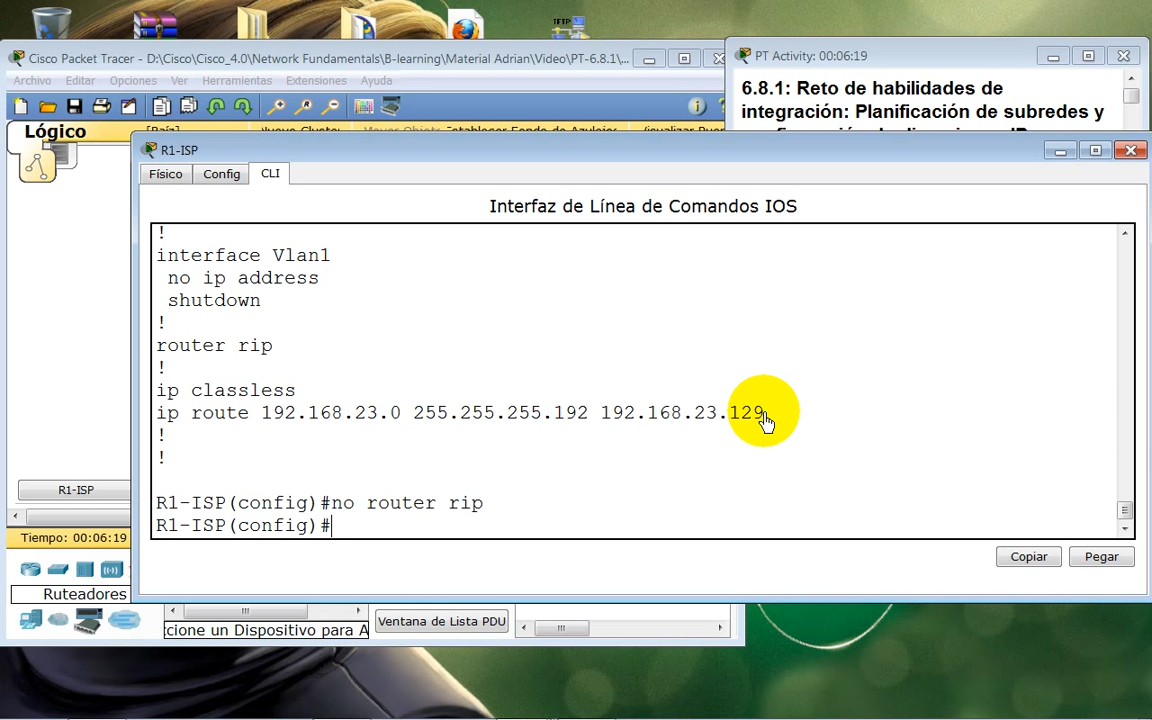 TFTP
Cisco Packet Tracer - D:\Cisco\Cisco_4.0\Network Fundamentals\B-learning\Material Adrian\Video\PT-6.8.1\...
PT Activity: 00:06:19
Archivo Editar Opciones Ver Herramientas Extensiones Ayuda
6.8.1: Reto de habilidades de
integración: Planificación de subredes y
Lógico
[Raíz]
R1-ISP
Físico Config CLI
Interfaz de Línea de Comandos IOS
!
interface Vlan1
no ip address
shutdown
!
router rip
!
ip classless
ip route 192.168.23.0 255.255.255.192 192.168.23.129
!
!
R1-ISP(config)#no router rip
R1-ISP(config)#
R1-ISP
Tiempo: 00:06:19
Copiar Pegar
Ruteadores
Ventana de Lista PDU
cione un Dispositivo para A